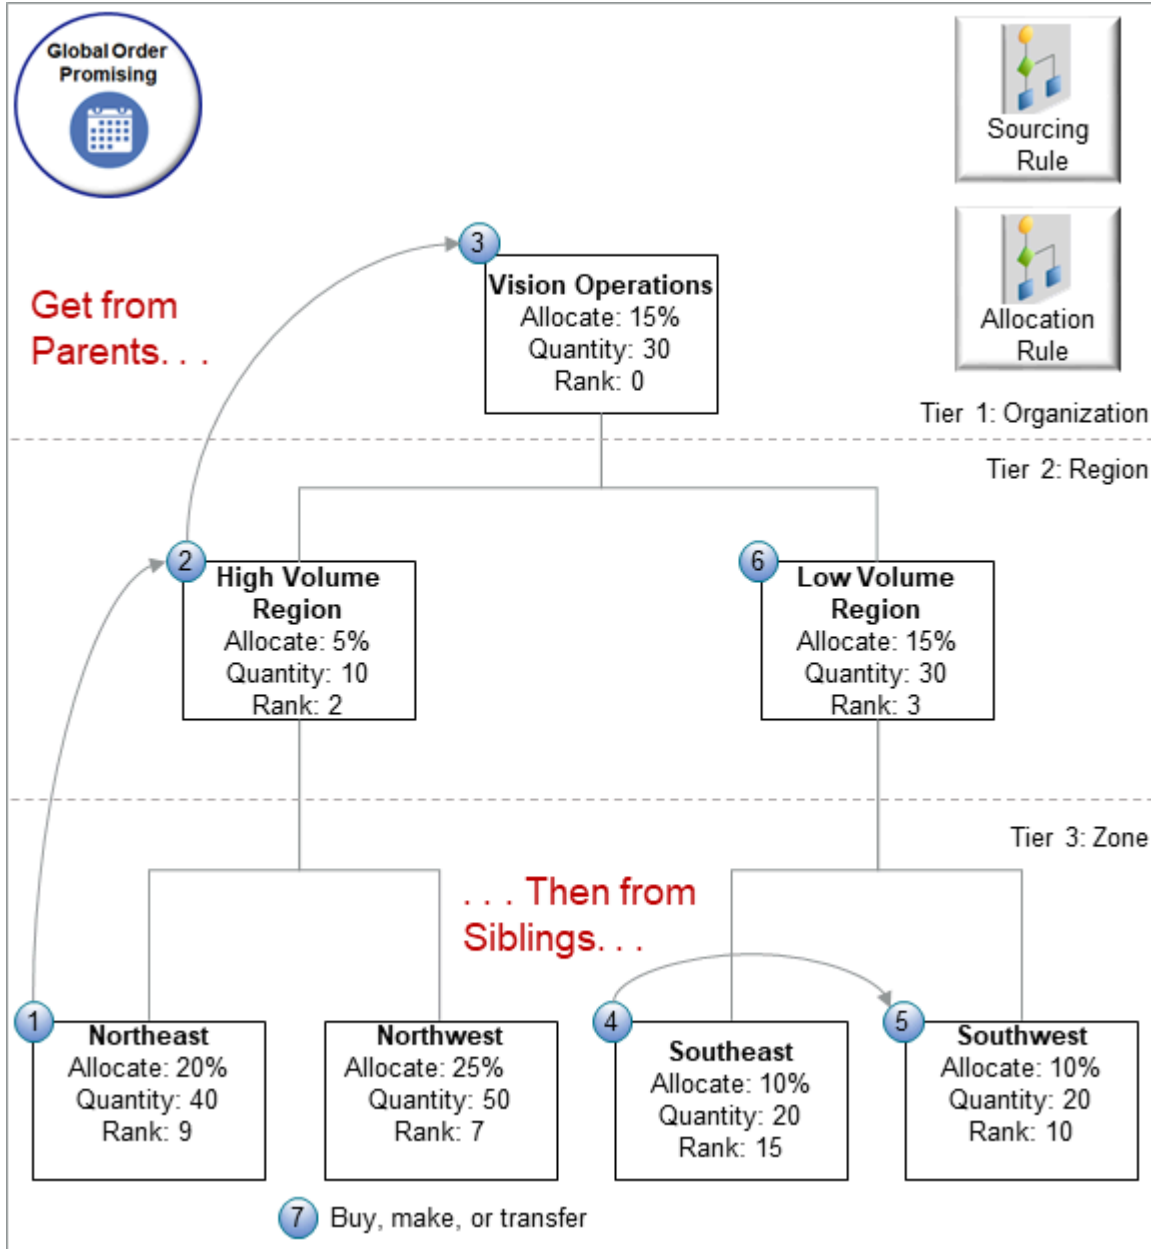 Global Order
Promising
Sourcing
Rule
Allocation
Rule
3
Vision Operations
Allocate: 15%
Quantity: 30
Rank: 0
Get from
Parents. . .
Tier 1: Organization
Tier 2: Region
2
High Volume
Region
Allocate: 5%
Quantity: 10
Rank: 2
6
Low Volume
Region
Allocate: 15%
Quantity: 30
Rank: 3
Tier 3: Zone
. . . Then from
Siblings. . .
1
Northeast
Allocate: 20%
Quantity: 40
Rank: 9
Northwest
Allocate: 25%
Quantity: 50
Rank: 7
4
Southeast
Allocate: 10%
Quantity: 20
Rank: 15
5
Southwest
Allocate: 10%
Quantity: 20
Rank: 10
7 Buy, make, or transfer